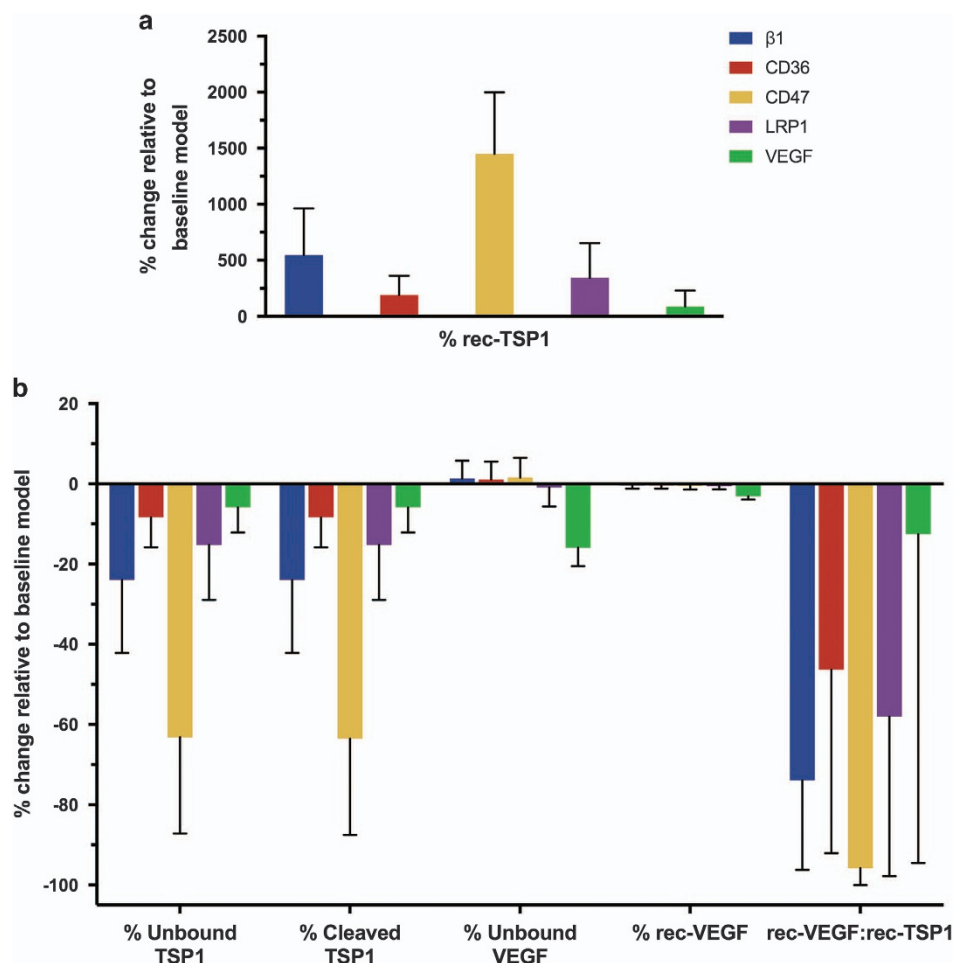 a
% change relative to
baseline model
2500
2000
1500
1000
500
0
% rec-TSP1
β1
CD36
CD47
LRP1
VEGF
b
% change relative to baseline model
20
0
-20
-40
-60
-80
-100
% Unbound
TSP1
% Cleaved
TSP1
% Unbound
VEGF
% rec-VEGF
rec-VEGF:rec-TSP1